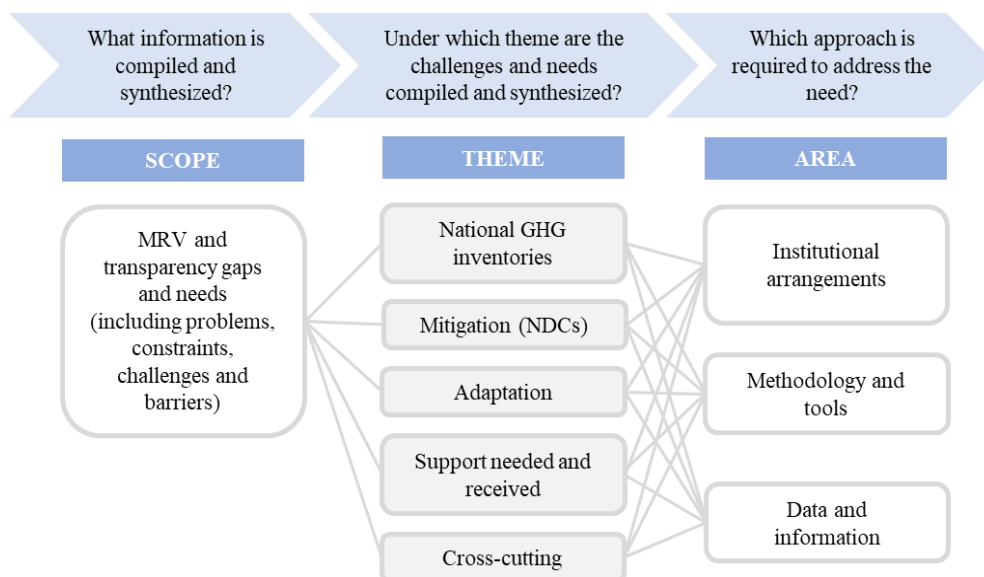 What information is
compiled and
synthesized?
Under which theme are the
challenges and needs
compiled and synthesized?
Which approach is
required to address the
need?
SCOPE
THEME
AREA
MRV and
transparency gaps
and needs
(including problems,
constraints,
challenges and
barriers)
National GHG
inventories
Mitigation (NDCs)
Adaptation
Support needed and
received
Cross-cutting
Institutional
arrangements
Methodology and
tools
Data and
information